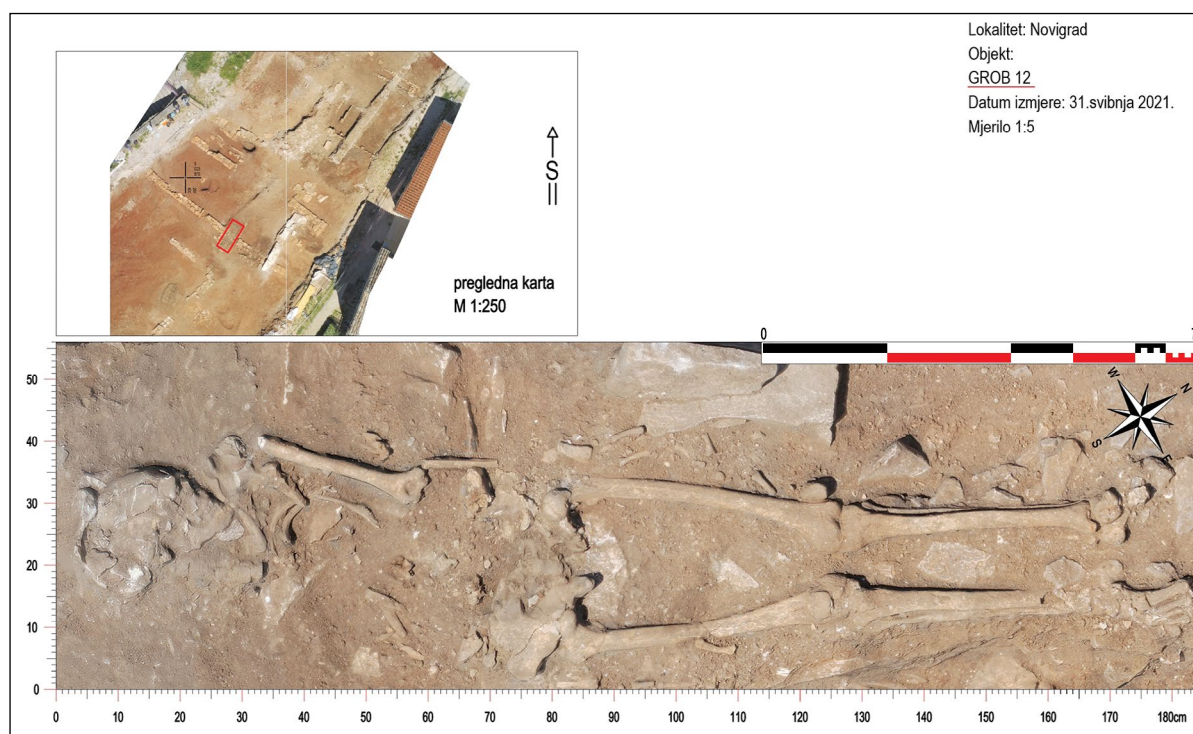 Lokalitet: Novigrad
Objekt:
GROB 12
Datum izmjere: 31.svibnja 2021.
Mjerilo 1:5
S
pregledna karta
M 1:250
0 1
W N
S E
50
40
30
20
10
0
0 10 20 30 40 50 60 70 80 90 100 110 120 130 140 150 160 170 180cm